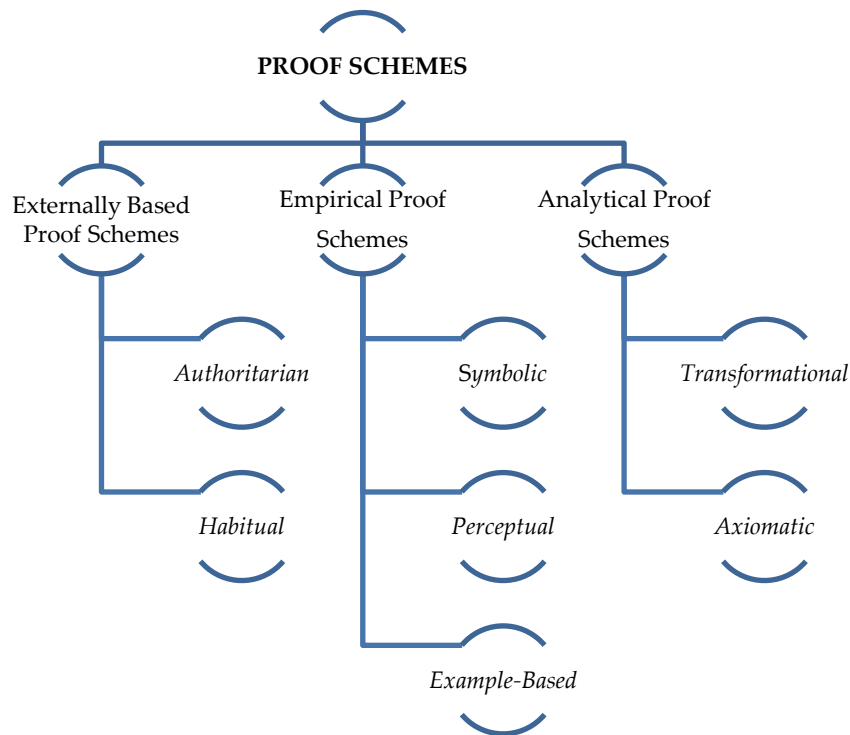 PROOF SCHEMES
Externally Based
Proof Schemes
Empirical Proof
Schemes
Analytical Proof
Schemes
Authoritarian
Symbolic
Transformational
Habitual
Perceptual
Axiomatic
Example-Based